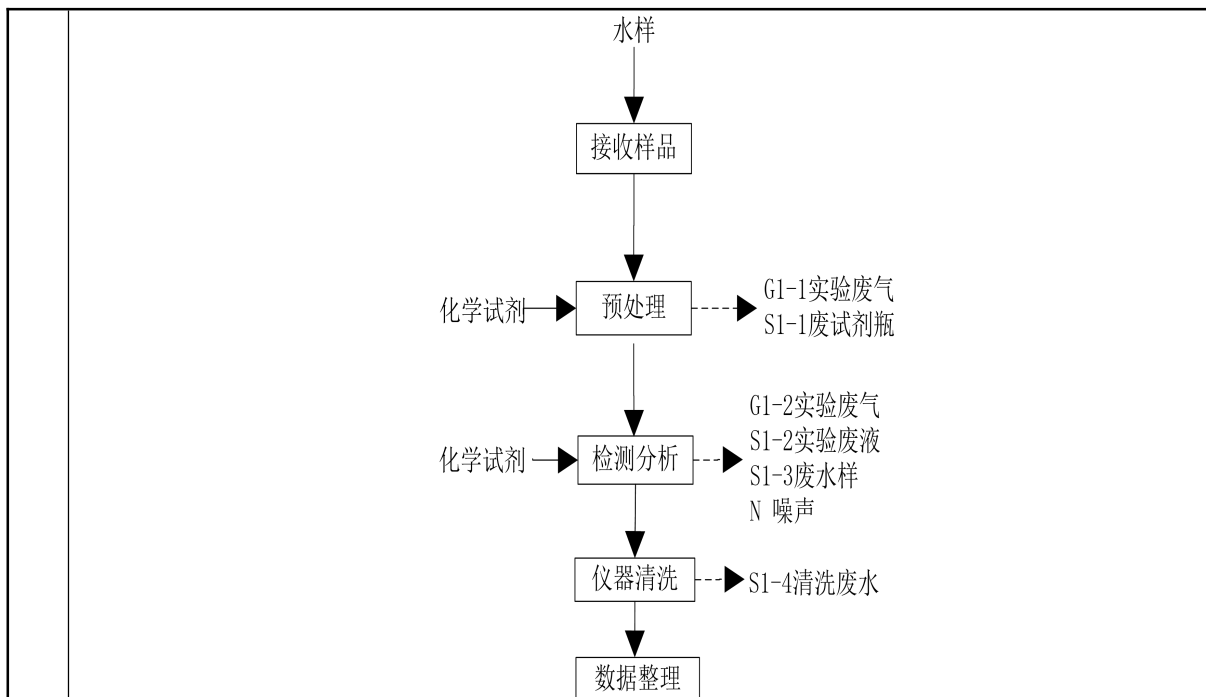 水样
接收样品
化学试剂
预处理
G1-1实验废气
S1-1废试剂瓶
化学试剂
检测分析
G1-2实验废气
S1-2实验废液
S1-3废水样
N 噪声
仪器清洗
S1-4清洗废水
数据整理